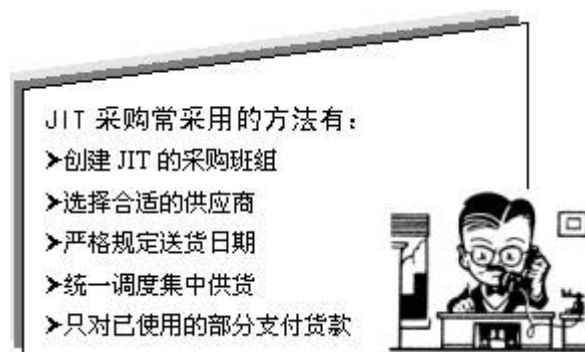 JIT 采购常采用的方法有：
➤创建 JIT 的采购班组
➤选择合适的供应商
➤严格规定送货日期
➤统一调度集中供货
➤只对已使用的部分支付货款